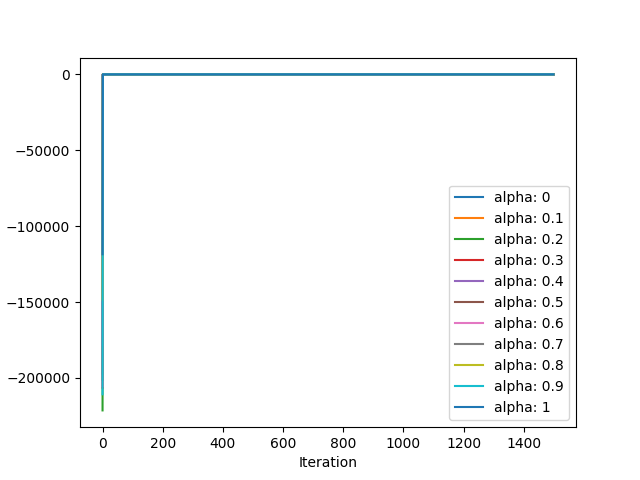 0
−50000
−100000
−150000
−200000
0
200
400
600
800
1000
1200
1400
Iteration
alpha: 0
alpha: 0.1
alpha: 0.2
alpha: 0.3
alpha: 0.4
alpha: 0.5
alpha: 0.6
alpha: 0.7
alpha: 0.8
alpha: 0.9
alpha: 1